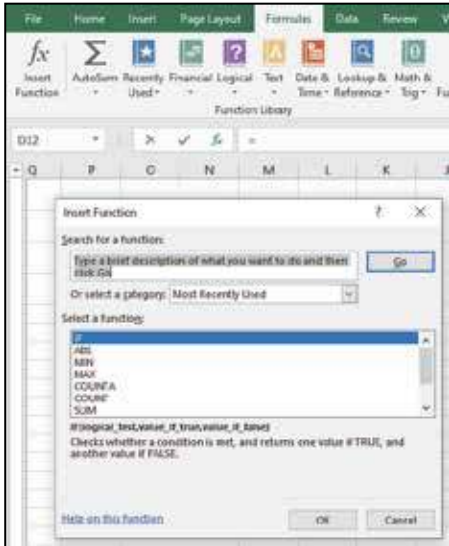 File Home Insert Page Layout Formulas Data Review V
fx Σ ? A θ
Insert AutoSum Recently Financial Logical Text Date & Lookup & Math & 
Function Used Time Reference Trig Fu
Function Library
D12 × ✓ fx =
Q P O N M L K J
Insert Function ? ×
Search for a function:
Type a brief description of what you want to do and then
click Go
Go
Or select a category: Most Recently Used
Select a function:
IF
ABS
MIN
MAX
COUNTA
COUNT
SUM
IF(logical_test,value_if_true,value_if_false)
Checks whether a condition is met, and returns one value if TRUE, and
another value if FALSE.
Help on this function OK Cancel